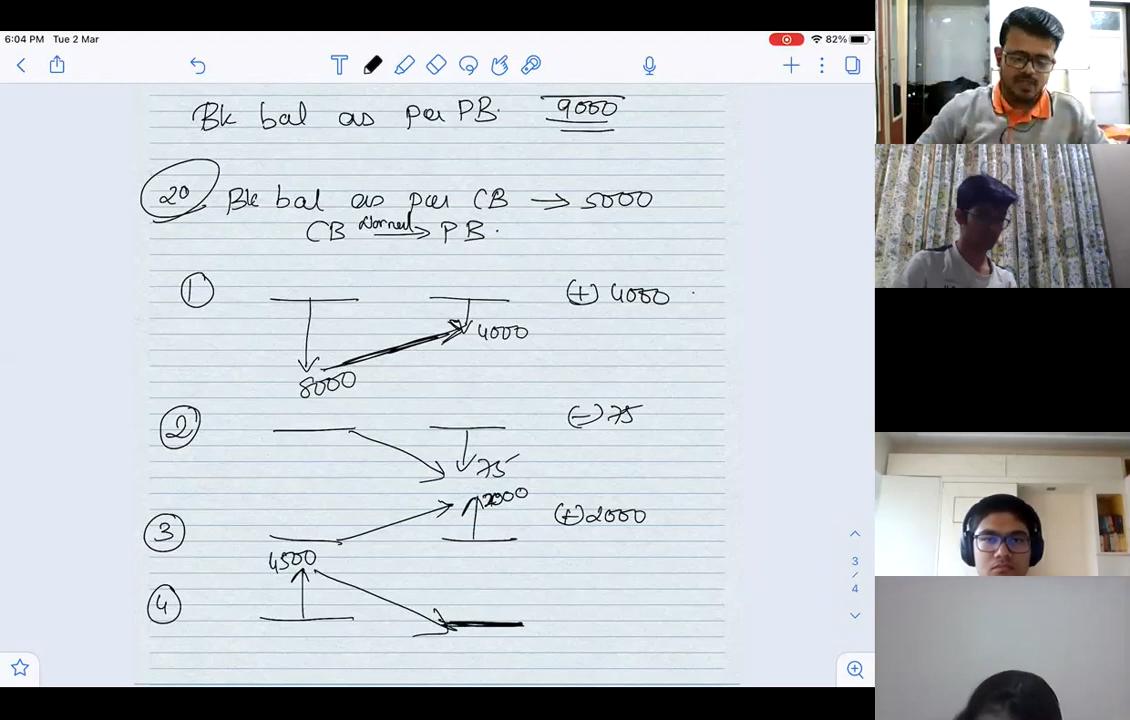 6:04 PM Tue 2 Mar
82%
T
Bk bal as per PB. 9000
20 Bk bal as per CB → 5000
CB Normal → PB.
1 (+) 4000
4000
8000
2 (-) 75
75
2000
3 (+) 2000
4500
4
3
/
4